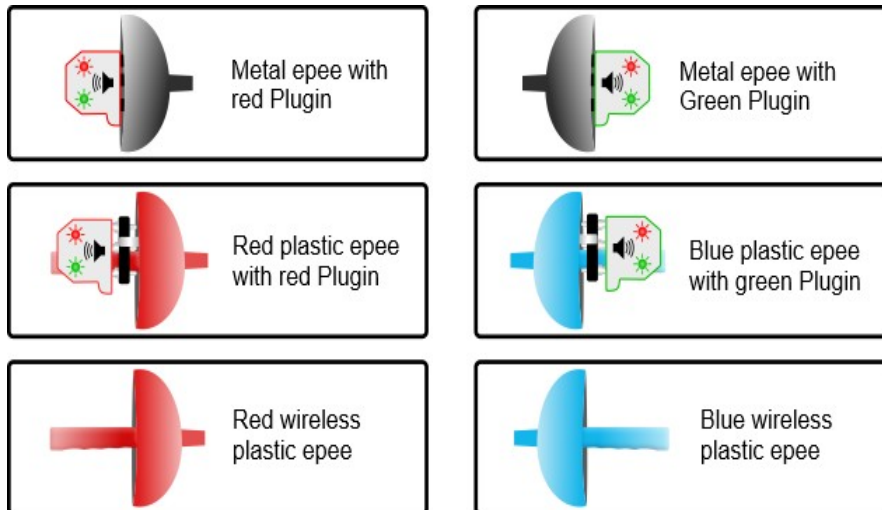 Metal epee with
red Plugin
Metal epee with
Green Plugin
Red plastic epee
with red Plugin
Blue plastic epee
with green Plugin
Red wireless
plastic epee
Blue wireless
plastic epee